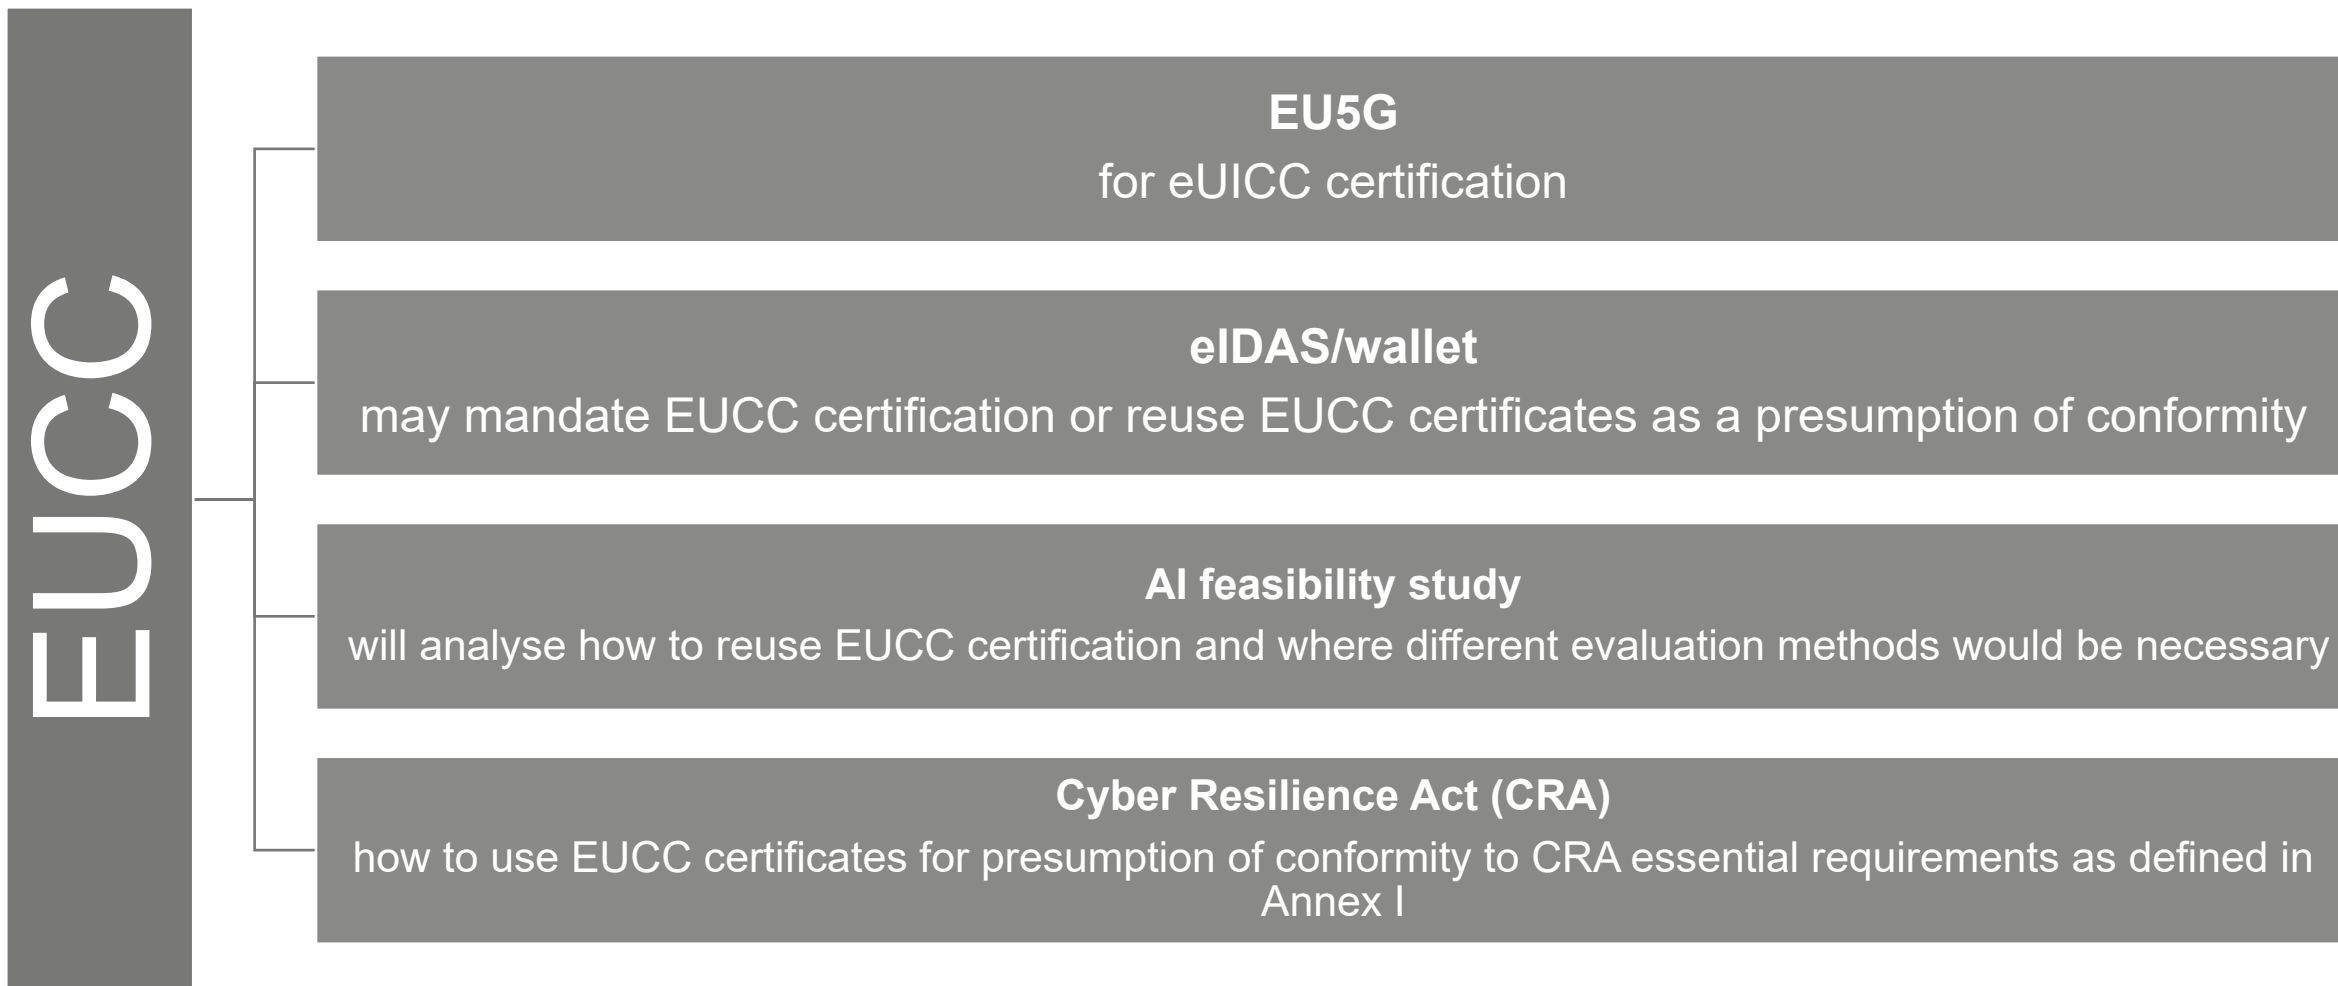 EUCC
EU5G
for eUICC certification
eIDAS/wallet
may mandate EUCC certification or reuse EUCC certificates as a presumption of conformity
AI feasibility study
will analyse how to reuse EUCC certification and where different evaluation methods would be necessary
Cyber Resilience Act (CRA)
how to use EUCC certificates for presumption of conformity to CRA essential requirements as defined in
Annex I